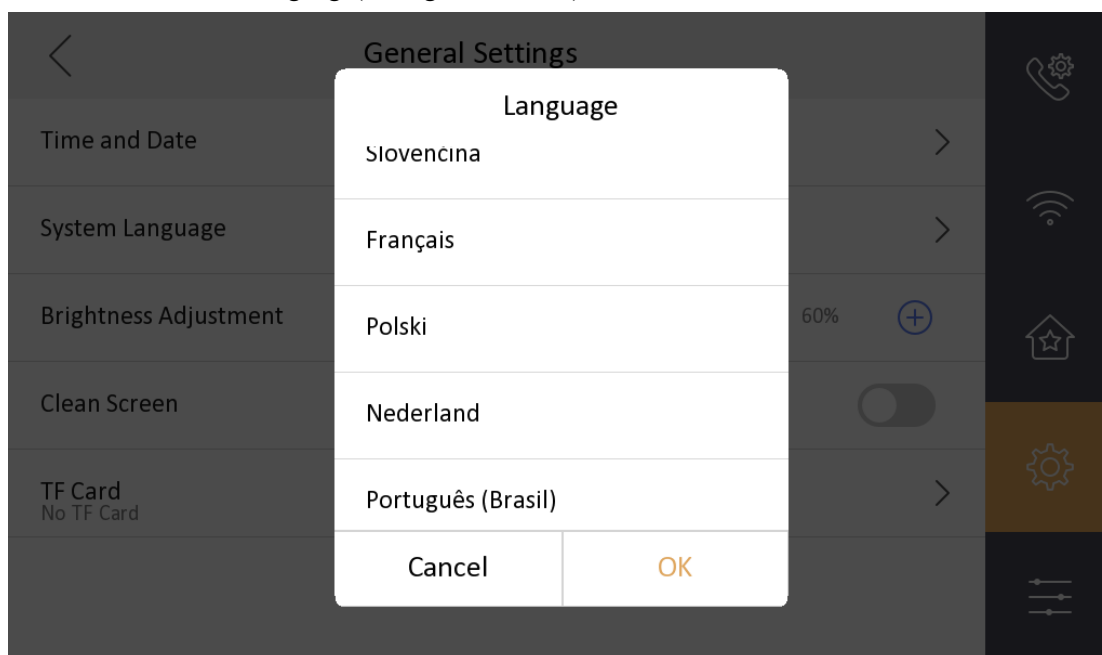 General Settings
Language
Time and Date
Slovenčina
System Language
Français
Brightness Adjustment
Polski
60%
Clean Screen
Nederland
TF Card
No TF Card
Português (Brasil)
Cancel
OK